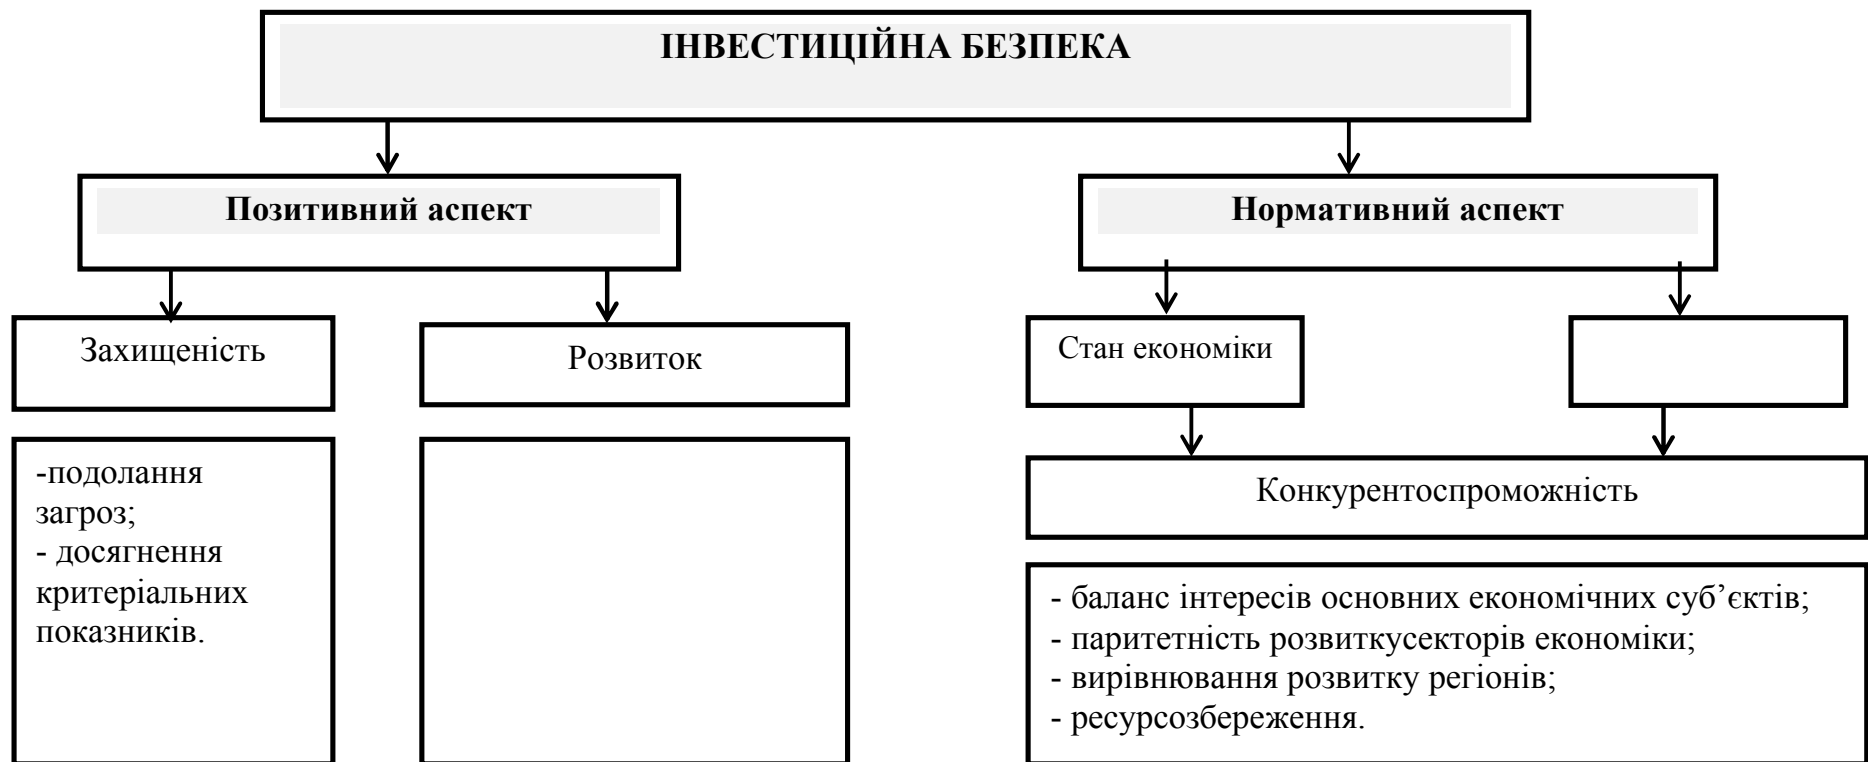 ІНВЕСТИЦІЙНА БЕЗПЕКА
Позитивний аспект
Нормативний аспект
Захищеність
Розвиток
Стан економіки
-подолання
загроз;
- досягнення
критеріальних
показників.
Конкурентоспроможність
- баланс інтересів основних економічних суб’єктів;
- паритетність розвиткусекторів економіки;
- вирівнювання розвитку регіонів;
- ресурсозбереження.